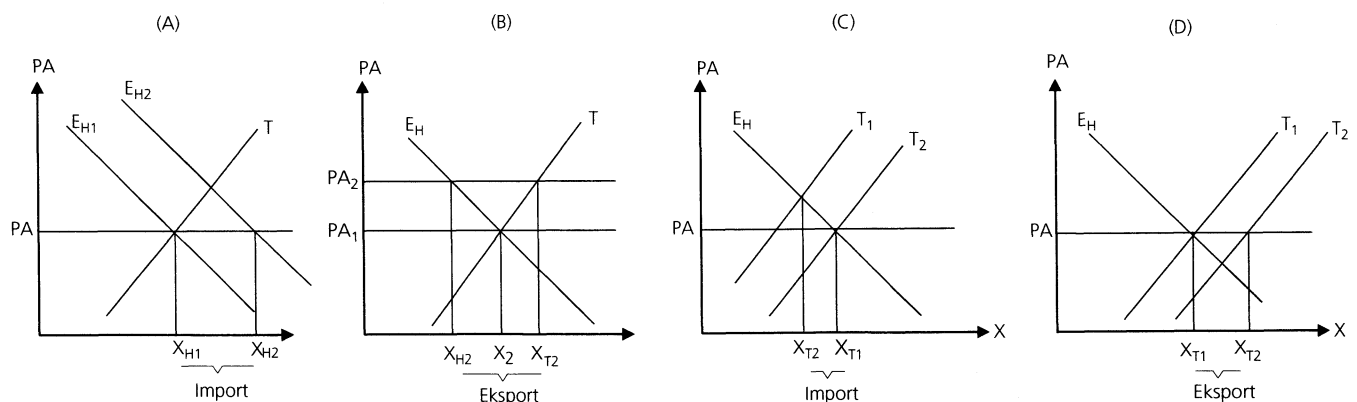 (A)
PA
E_H2
E_H1
T
PA
X_H1
X_H2
Import
(B)
PA
E_H
T
PA_2
PA_1
X_H2
X_2
X_T2
Eksport
(C)
PA
E_H
T_1
T_2
PA
X
X_T2
X_T1
Import
(D)
PA
E_H
T_1
T_2
PA
X
X_T1
X_T2
Eksport